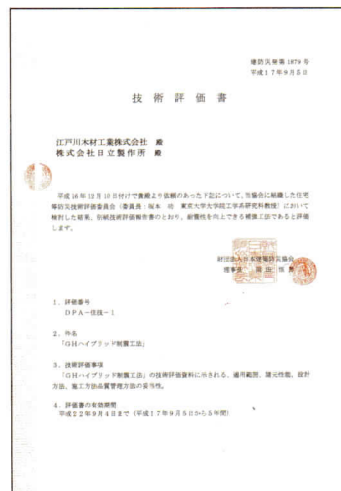 建防災発第1879号
平成17年9月5日
技術評価書
江戸川木材工業株式会社 殿
株式会社日立製作所 殿
平成16年12月10日付けで貴殿より依頼のあった下記について、当協会に組織した住宅
等防災技術評価委員会(委員長:坂本 功 東京大学大学院工学系研究科教授)において
検討した結果、別紙技術評価報告書のとおり、耐震性を向上できる補強工法であると評価
します。
財団法人日本建築防災協会
理事長 岡田 恒男
1.評価番号
DPA-住技-1
2.件名
「GHハイブリッド制震工法」
3.技術評価事項
「GHハイブリッド制震工法」の技術評価資料に示される、適用範囲、復元性能、設計
方法、施工方法品質管理方法の妥当性。
4.評価書の有効期間
平成22年9月4日まで(平成17年9月5日から5年間)